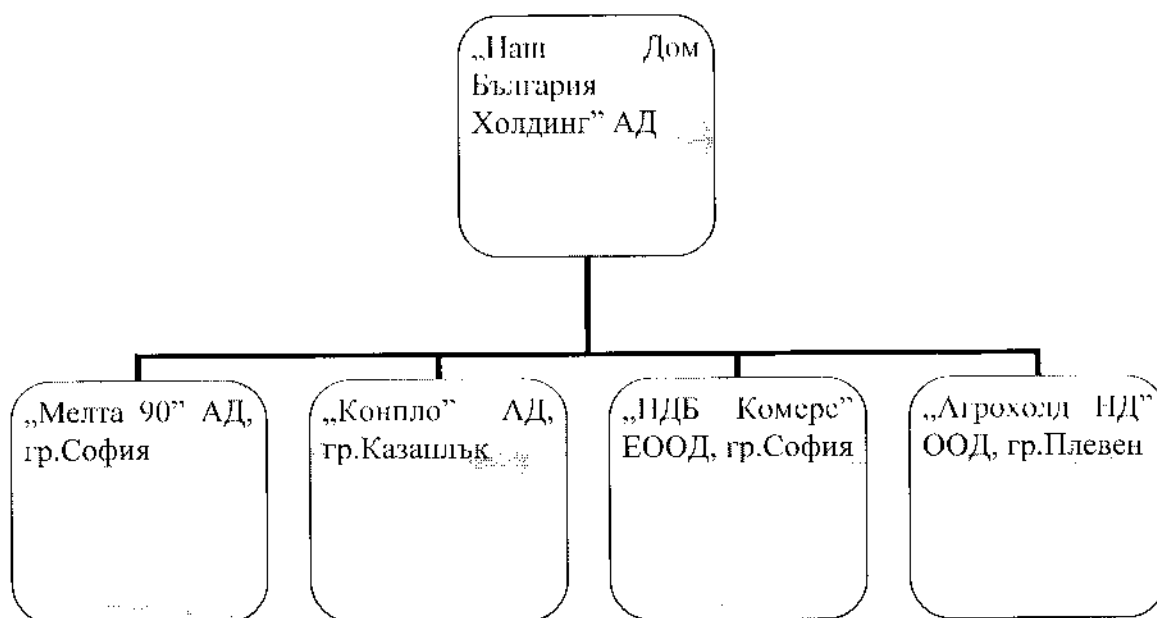 „Наш Дом
България
Холдинг” АД
„Мелта 90” АД,
гр.София
„Конпло” АД,
гр.Казанлък
„НДБ Комерс”
ЕООД, гр.София
„Агрохолд НД”
ООД, гр.Плевен